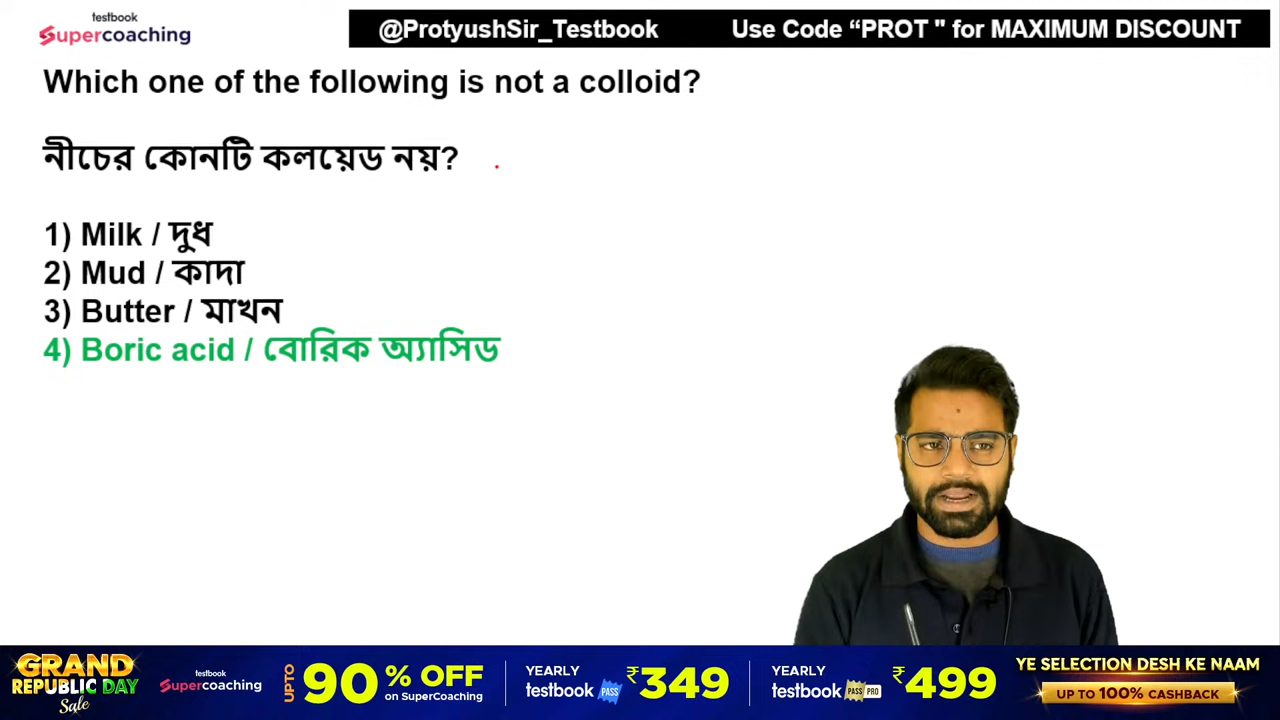 testbook
Supercoaching
@ProtyushSir_Testbook Use Code “PROT " for MAXIMUM DISCOUNT
Which one of the following is not a colloid?
নীচের কোনটি কলয়েড নয়?
1) Milk / দুধ
2) Mud / কাদা
3) Butter / মাখন
4) Boric acid / বোরিক অ্যাসিড
GRAND
REPUBLIC DAY
Sale
testbook
Supercoaching
UPTO 90% OFF
on SuperCoaching
YEARLY
testbook PASS
₹349
YEARLY
testbook PASS PRO
₹499
YE SELECTION DESH KE NAAM
UP TO 100% CASHBACK